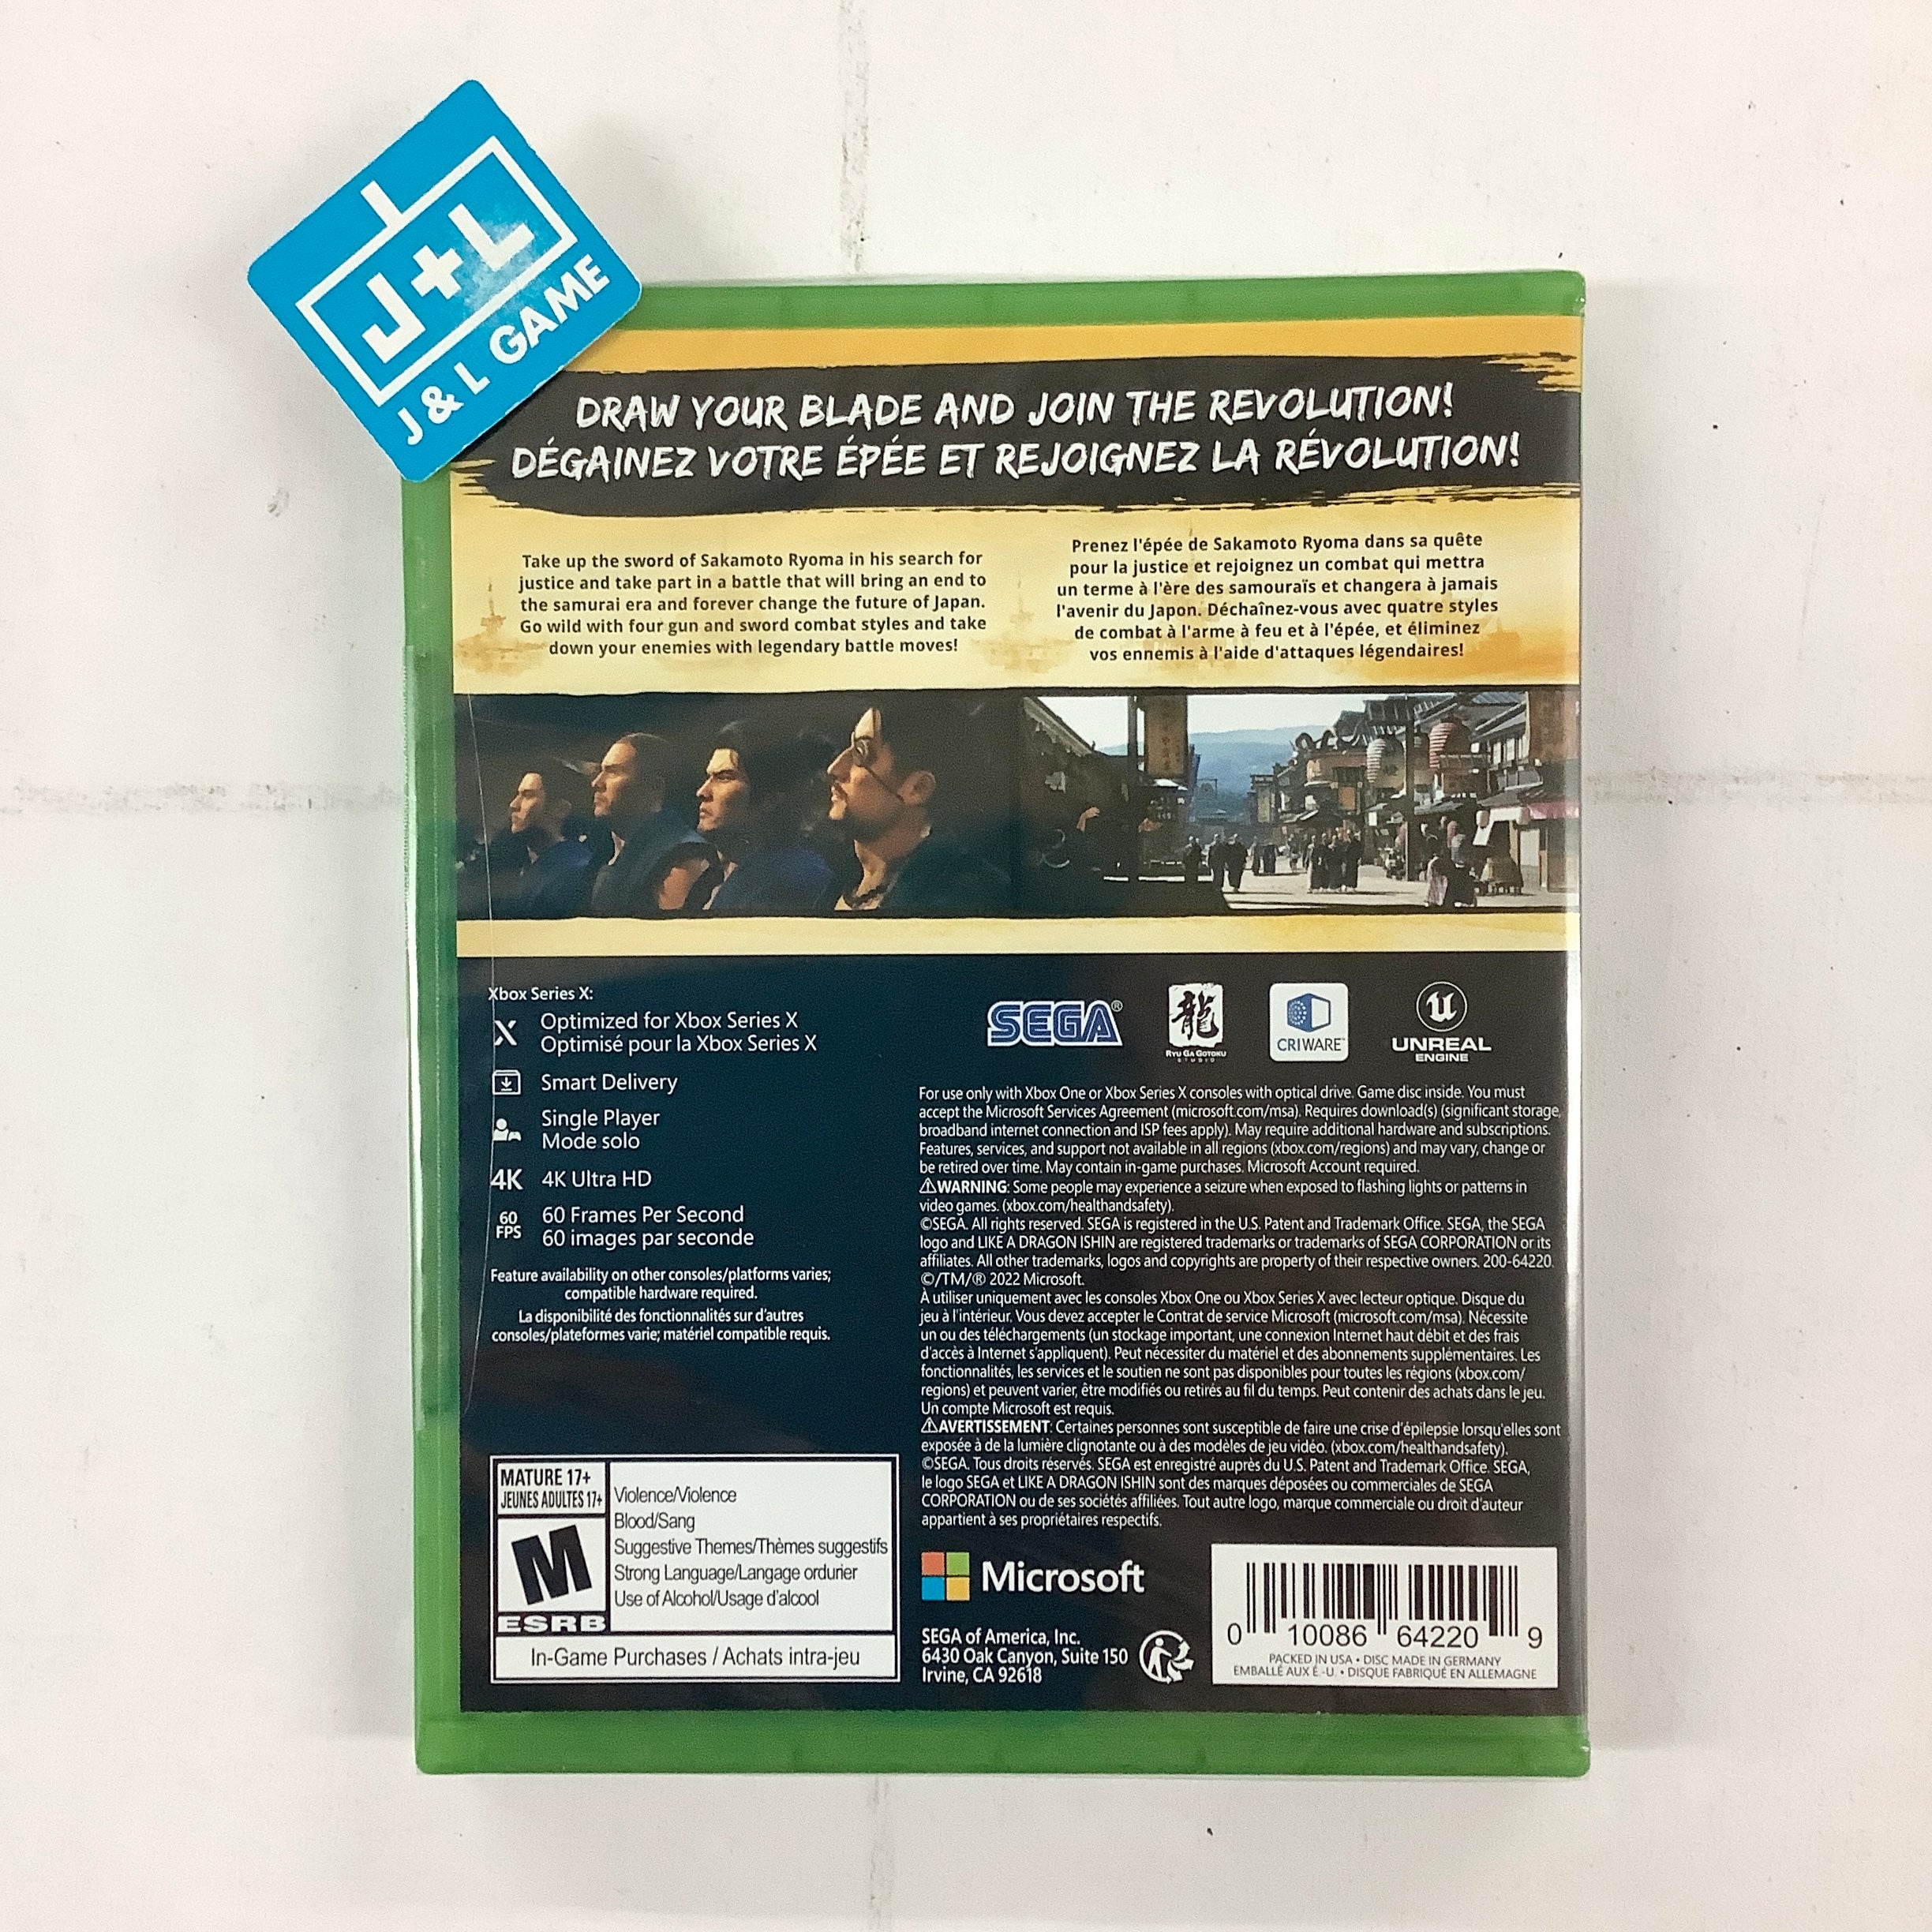 J+L
J & L GAME
DRAW YOUR BLADE AND JOIN THE REVOLUTION!
DÉGAINEZ VOTRE ÉPÉE ET REJOIGNEZ LA RÉVOLUTION!
Take up the sword of Sakamoto Ryoma in his search for
justice and take part in a battle that will bring an end to
the samurai era and forever change the future of Japan.
Go wild with four gun and sword combat styles and take
down your enemies with legendary battle moves!
Prenez l'épée de Sakamoto Ryoma dans sa quête
pour la justice et rejoignez un combat qui mettra
un terme à l'ère des samouraïs et changera à jamais
l'avenir du Japon. Déchaînez-vous avec quatre styles
de combat à l'arme à feu et à l'épée, et éliminez
vos ennemis à l'aide d'attaques légendaires!
Xbox Series X:
X Optimized for Xbox Series X
Optimisé pour la Xbox Series X
Smart Delivery
Single Player
Mode solo
4K 4K Ultra HD
60 FPS
60 Frames Per Second
60 images par seconde
Feature availability on other consoles/platforms varies;
compatible hardware required.
La disponibilité des fonctionnalités sur d'autres
consoles/plateformes varie; matériel compatible requis.
SEGA®
龍
RYU GA GOTOKU
STUDIO
CRIWARE™
UNREAL
ENGINE
For use only with Xbox One or Xbox Series X consoles with optical drive. Game disc inside. You must
accept the Microsoft Services Agreement (microsoft.com/msa). Requires download(s) (significant storage,
broadband internet connection and ISP fees apply). May require additional hardware and subscriptions.
Features, services, and support not available in all regions (xbox.com/regions) and may vary, change or
be retired over time. May contain in-game purchases. Microsoft Account required.
⚠WARNING: Some people may experience a seizure when exposed to flashing lights or patterns in
video games. (xbox.com/healthandsafety).
©SEGA. All rights reserved. SEGA is registered in the U.S. Patent and Trademark Office. SEGA, the SEGA
logo and LIKE A DRAGON ISHIN are registered trademarks or trademarks of SEGA CORPORATION or its
affiliates. All other trademarks, logos and copyrights are property of their respective owners. 200-64220.
©/TM/® 2022 Microsoft.
À utiliser uniquement avec les consoles Xbox One ou Xbox Series X avec lecteur optique. Disque du
jeu à l'intérieur. Vous devez accepter le Contrat de service Microsoft (microsoft.com/msa). Nécessite
un ou des téléchargements (un stockage important, une connexion Internet haut débit et des frais
d'accès à Internet s'appliquent). Peut nécessiter du matériel et des abonnements supplémentaires. Les
fonctionnalités, les services et le soutien ne sont pas disponibles pour toutes les régions (xbox.com/
regions) et peuvent varier, être modifiés ou retirés au fil du temps. Peut contenir des achats dans le jeu.
Un compte Microsoft est requis.
⚠AVERTISSEMENT: Certaines personnes sont susceptible de faire une crise d'épilepsie lorsqu'elles sont
exposée à de la lumière clignotante ou à des modèles de jeu vidéo. (xbox.com/healthandsafety).
©SEGA. Tous droits réservés. SEGA est enregistré auprès du U.S. Patent and Trademark Office. SEGA,
le logo SEGA et LIKE A DRAGON ISHIN sont des marques déposées ou commerciales de SEGA
CORPORATION ou de ses sociétés affiliées. Tout autre logo, marque commerciale ou droit d'auteur
appartient à ses propriétaires respectifs.
MATURE 17+
JEUNES ADULTES 17+
M
ESRB
Violence/Violence
Blood/Sang
Suggestive Themes/Thèmes suggestifs
Strong Language/Langage ordurier
Use of Alcohol/Usage d'alcool
In-Game Purchases / Achats intra-jeu
Microsoft
SEGA of America, Inc.
6430 Oak Canyon, Suite 150
Irvine, CA 92618
0 10086 64220 9
PACKED IN USA • DISC MADE IN GERMANY
EMBALLÉ AUX É.-U. • DISQUE FABRIQUÉ EN ALLEMAGNE